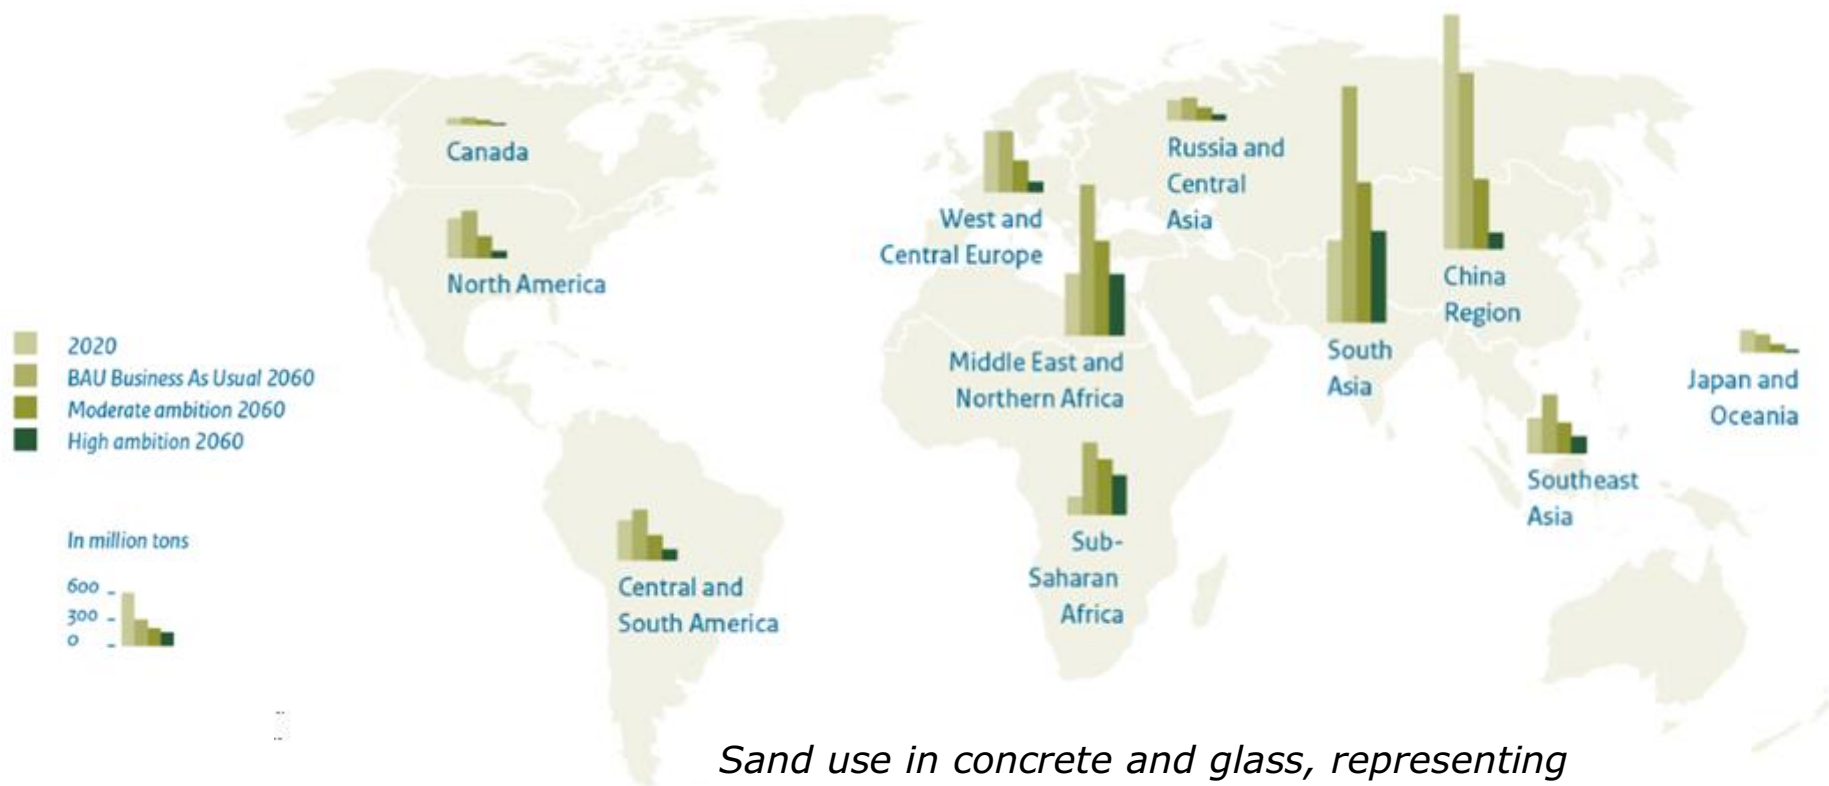 Canada
North America
West and
Central Europe
Russia and
Central
Asia
China
Region
Middle East and
Northern Africa
South
Asia
Japan and
Oceania
Southeast
Asia
Sub-
Saharan
Africa
Central and
South America
2020
BAU Business As Usual 2060
Moderate ambition 2060
High ambition 2060
In million tons
600
300
0
Sand use in concrete and glass, representing